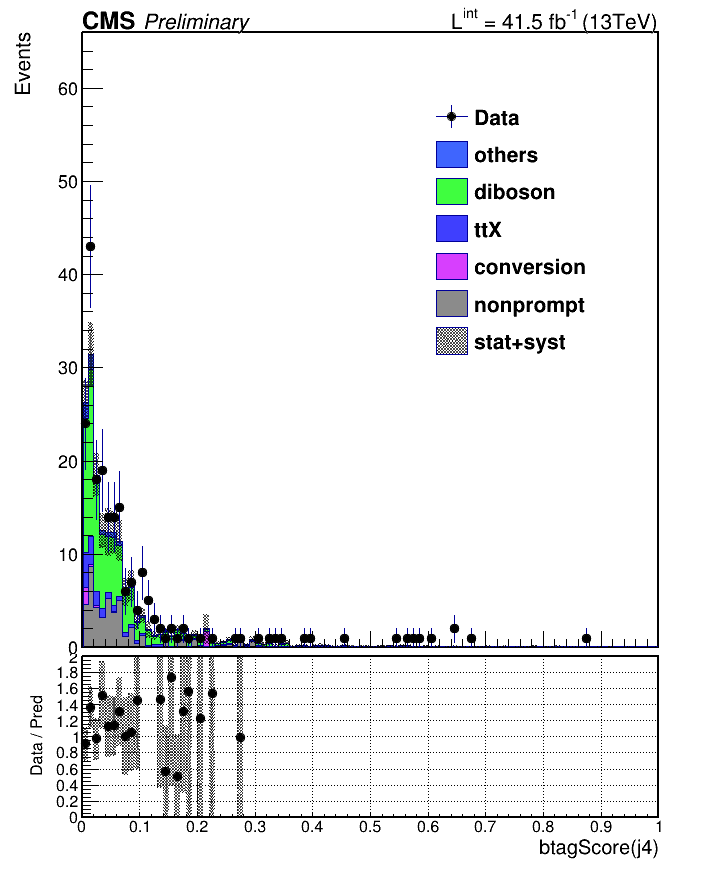 CMS Preliminary
L^int = 41.5 fb^-1 (13TeV)
Events
60
50
40
30
20
10
0
Data
others
diboson
ttX
conversion
nonprompt
stat+syst
Data / Pred
2
1.8
1.6
1.4
1.2
1
0.8
0.6
0.4
0.2
0
0 0.1 0.2 0.3 0.4 0.5 0.6 0.7 0.8 0.9 1
btagScore(j4)